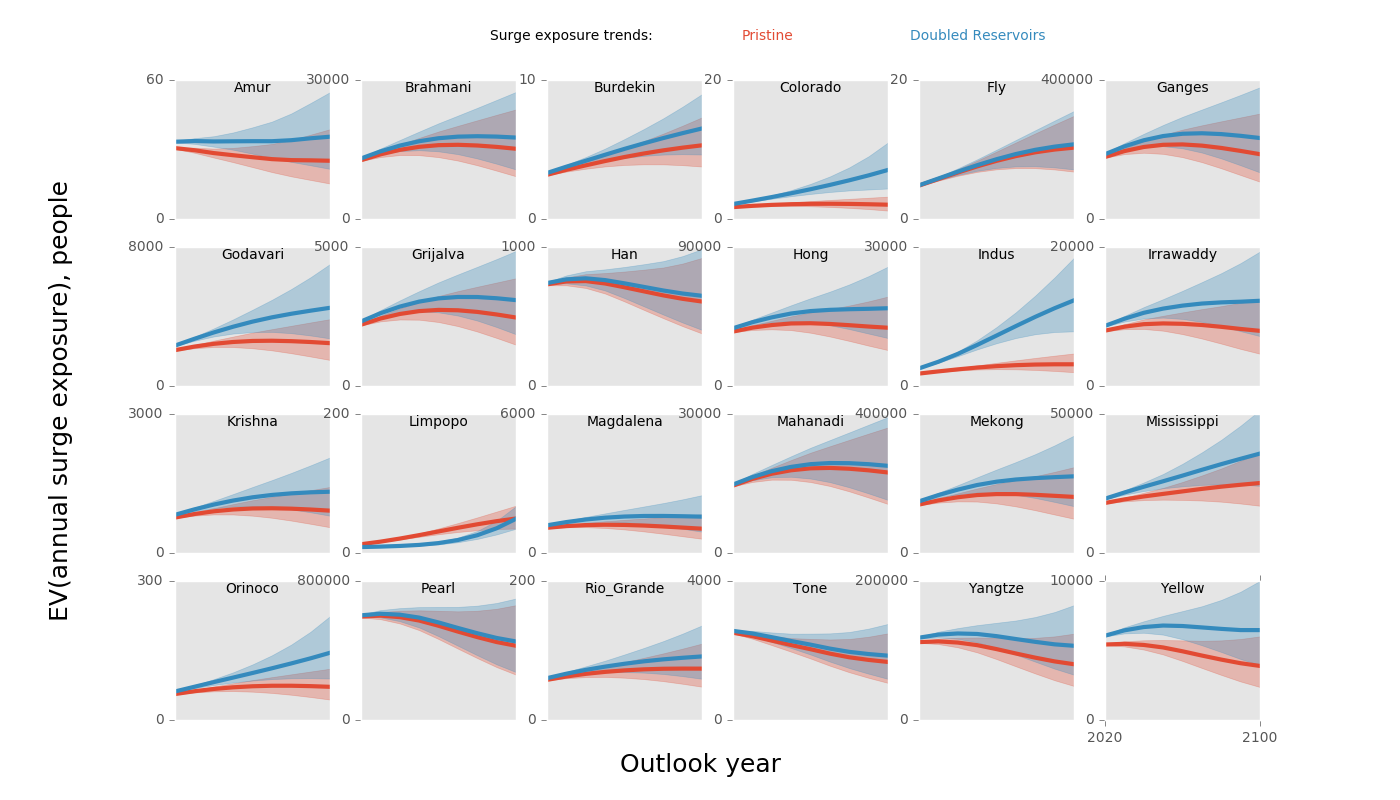 Surge exposure trends: Pristine Doubled Reservoirs
60 30000 10 20 20 400000
Amur Brahmani Burdekin Colorado Fly Ganges
0 0 0 0 0 0
8000 5000 1000 90000 30000 20000
Godavari Grijalva Han Hong Indus Irrawaddy
0 0 0 0 0 0
3000 200 6000 30000 400000 50000
Krishna Limpopo Magdalena Mahanadi Mekong Mississippi
0 0 0 0 0 0
300 800000 200 4000 200000 10000
Orinoco Pearl Rio_Grande Tone Yangtze Yellow
0 0 0 0 0 0
2020 2100
EV(annual surge exposure), people
Outlook year